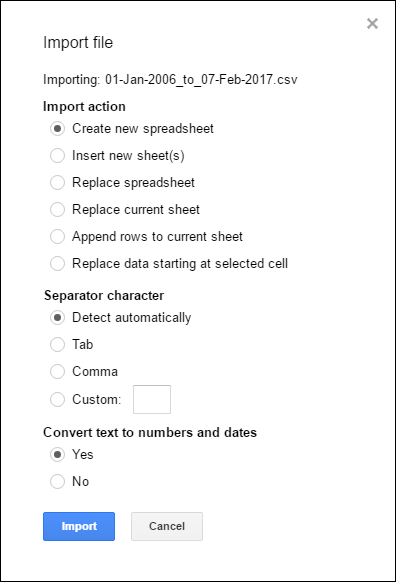 Import file
Importing: 01-Jan-2006_to_07-Feb-2017.csv
Import action
Create new spreadsheet
Insert new sheet(s)
Replace spreadsheet
Replace current sheet
Append rows to current sheet
Replace data starting at selected cell
Separator character
Detect automatically
Tab
Comma
Custom:
Convert text to numbers and dates
Yes
No
Import Cancel